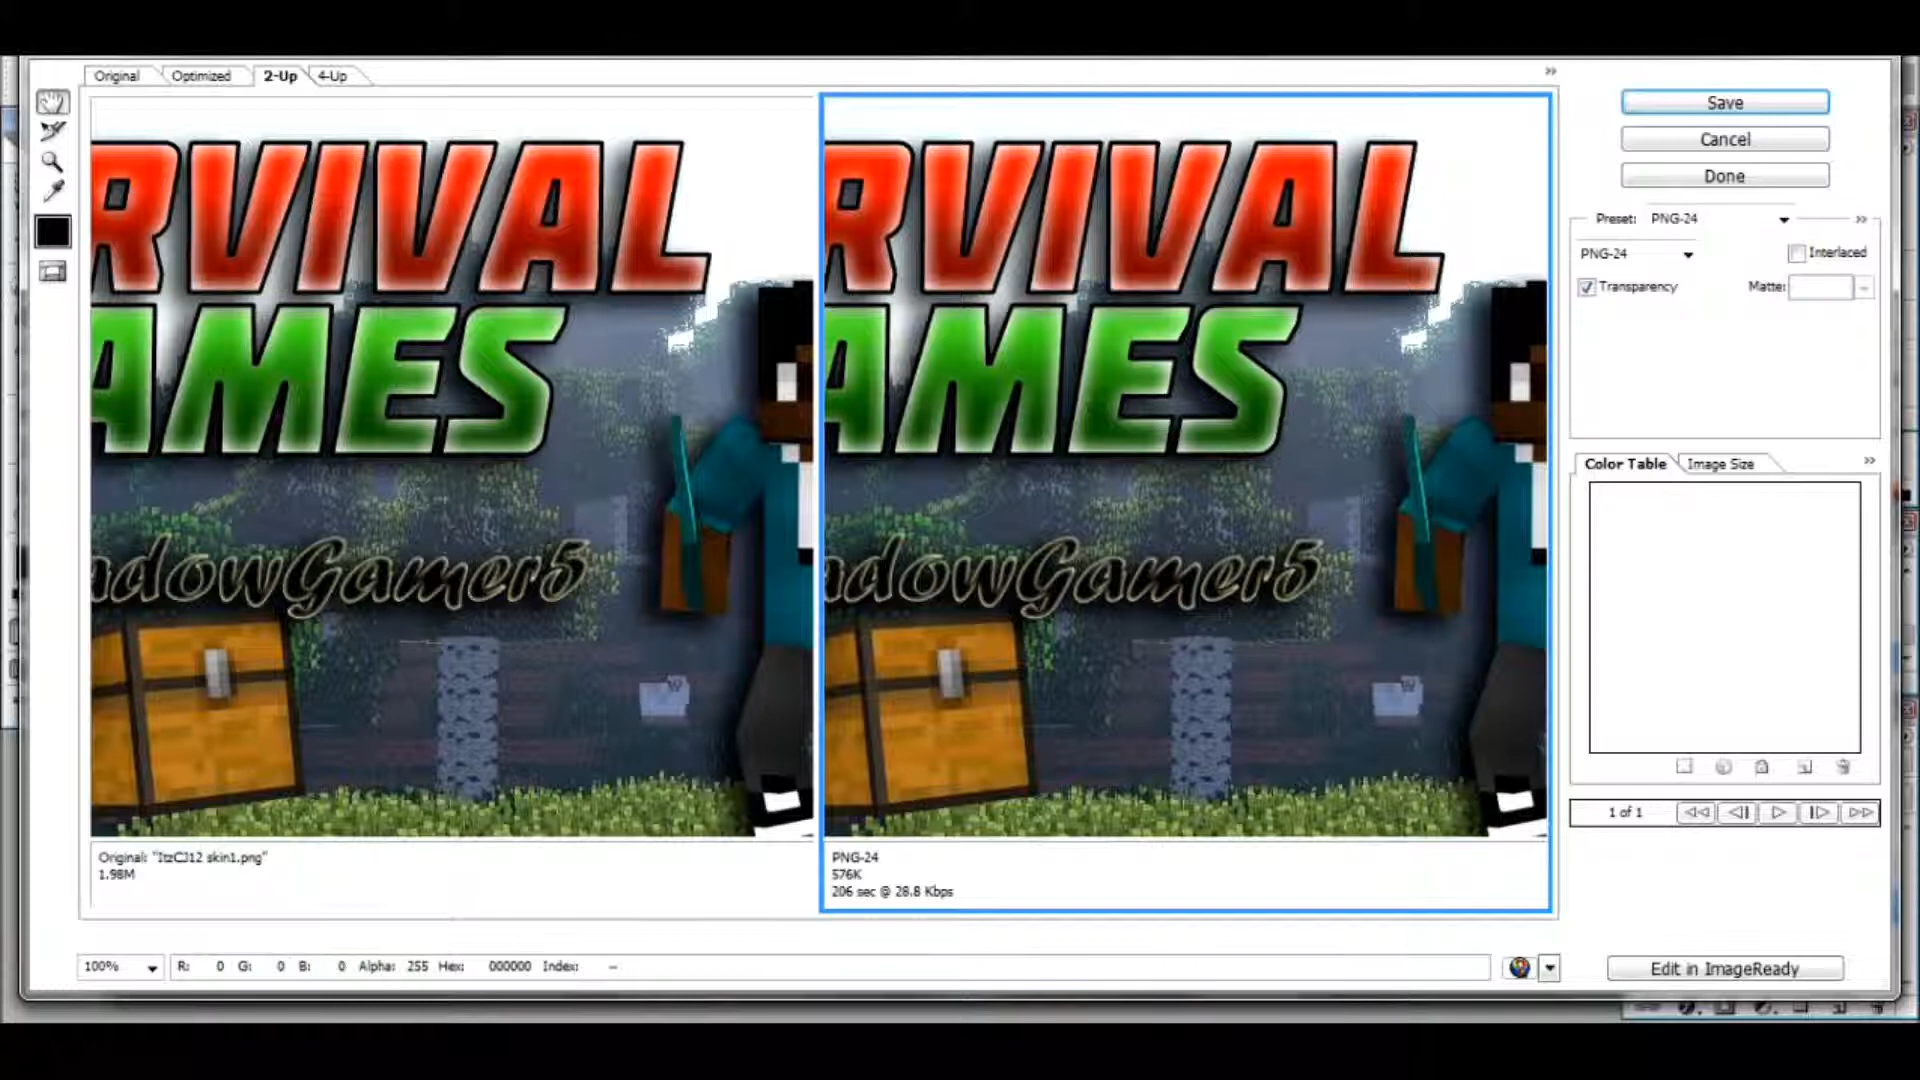 Original Optimized 2-Up 4-Up
Save
Cancel
Done
Preset: PNG-24
PNG-24 Interlaced
Transparency Matte:
RVIVAL RVIVAL
AMES AMES
adowGamer5 adowGamer5
Color Table Image Size
1 of 1
Original: "ItzCJ12 skin1.png"
1.98M
PNG-24
576K
206 sec @ 28.8 Kbps
100% R: 0 G: 0 B: 0 Alpha: 255 Hex: 000000 Index: --
Edit in ImageReady